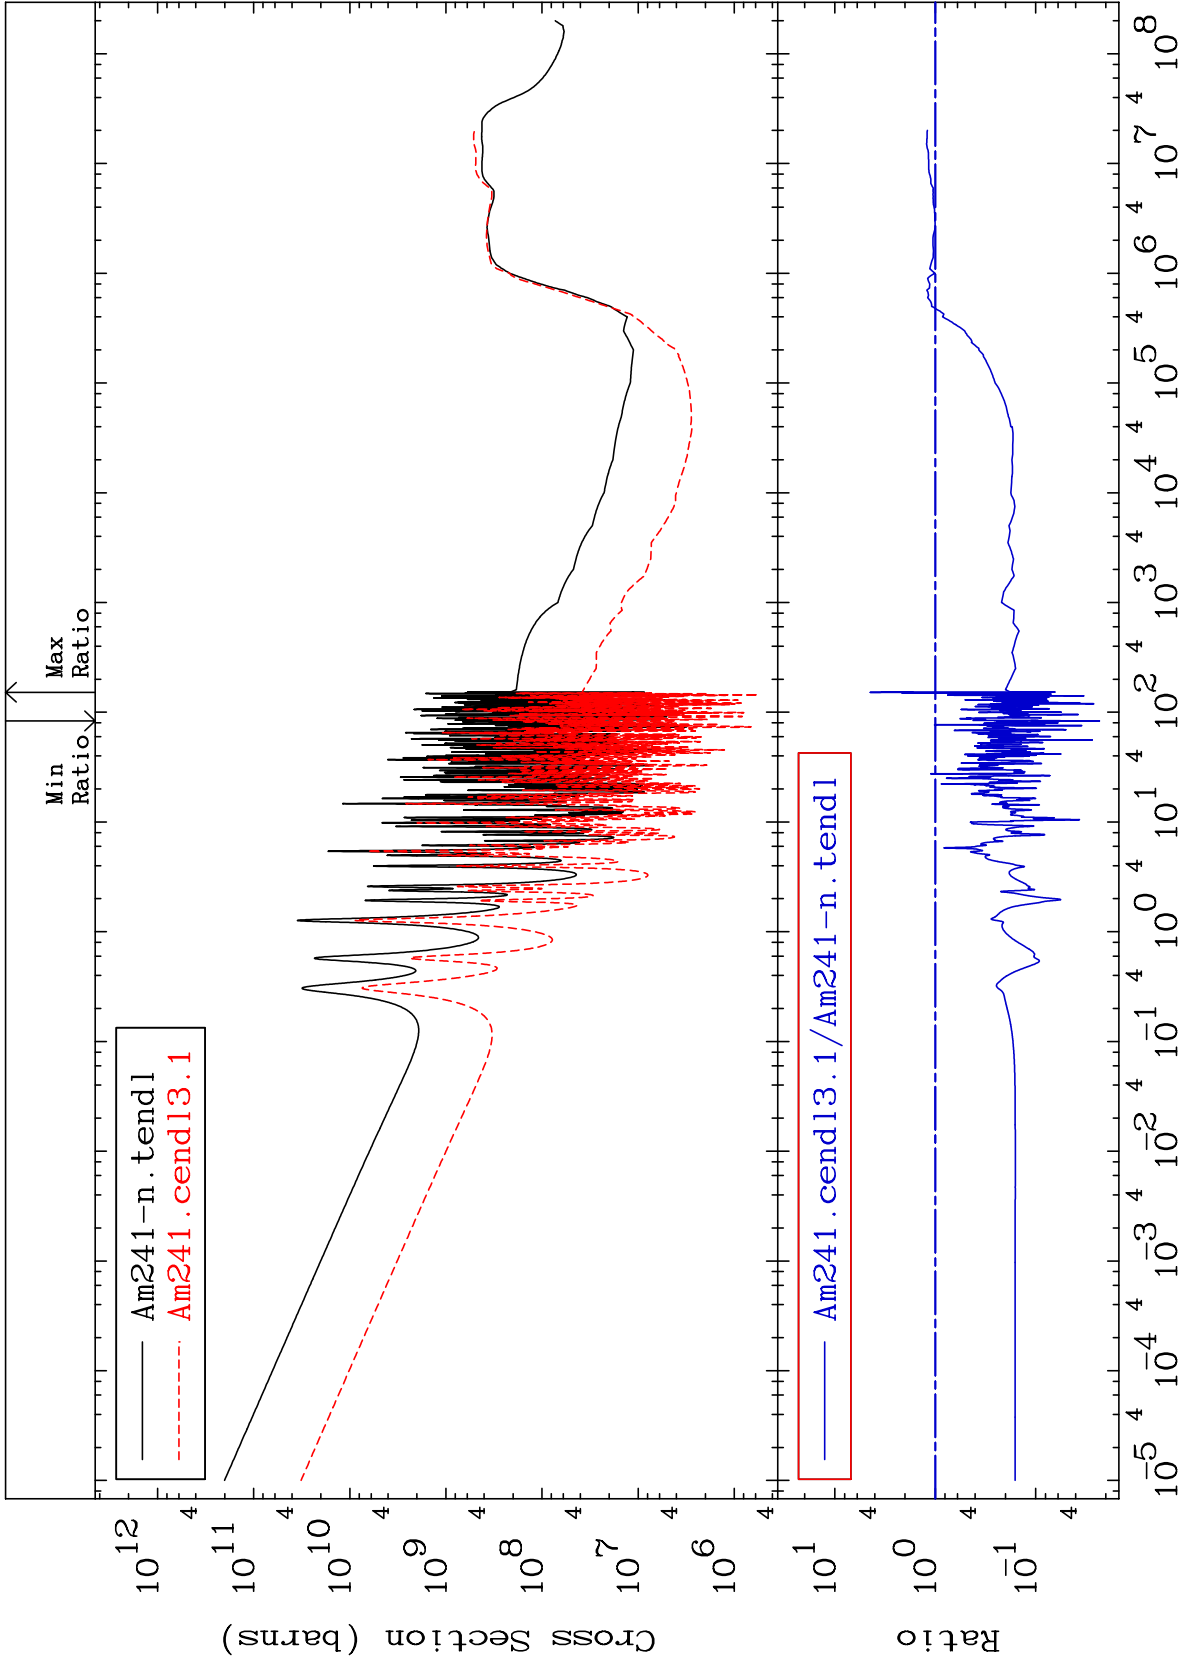 Min
Ratio
Max
Ratio
Am241-n.tendl
Am241.cendl3.1
Cross Section (barns)
10^12
4
10^11
4
10^10
4
10^9
4
10^8
4
10^7
4
10^6
4
Am241.cendl3.1/Am241-n.tendl
Ratio
10^1
4
10^0
4
10^-1
4
10^-5 4 10^-4 4 10^-3 4 10^-2 4 10^-1 4 10^0 4 10^1 4 10^2 4 10^3 4 10^4 4 10^5 4 10^6 4 10^7 4 10^8